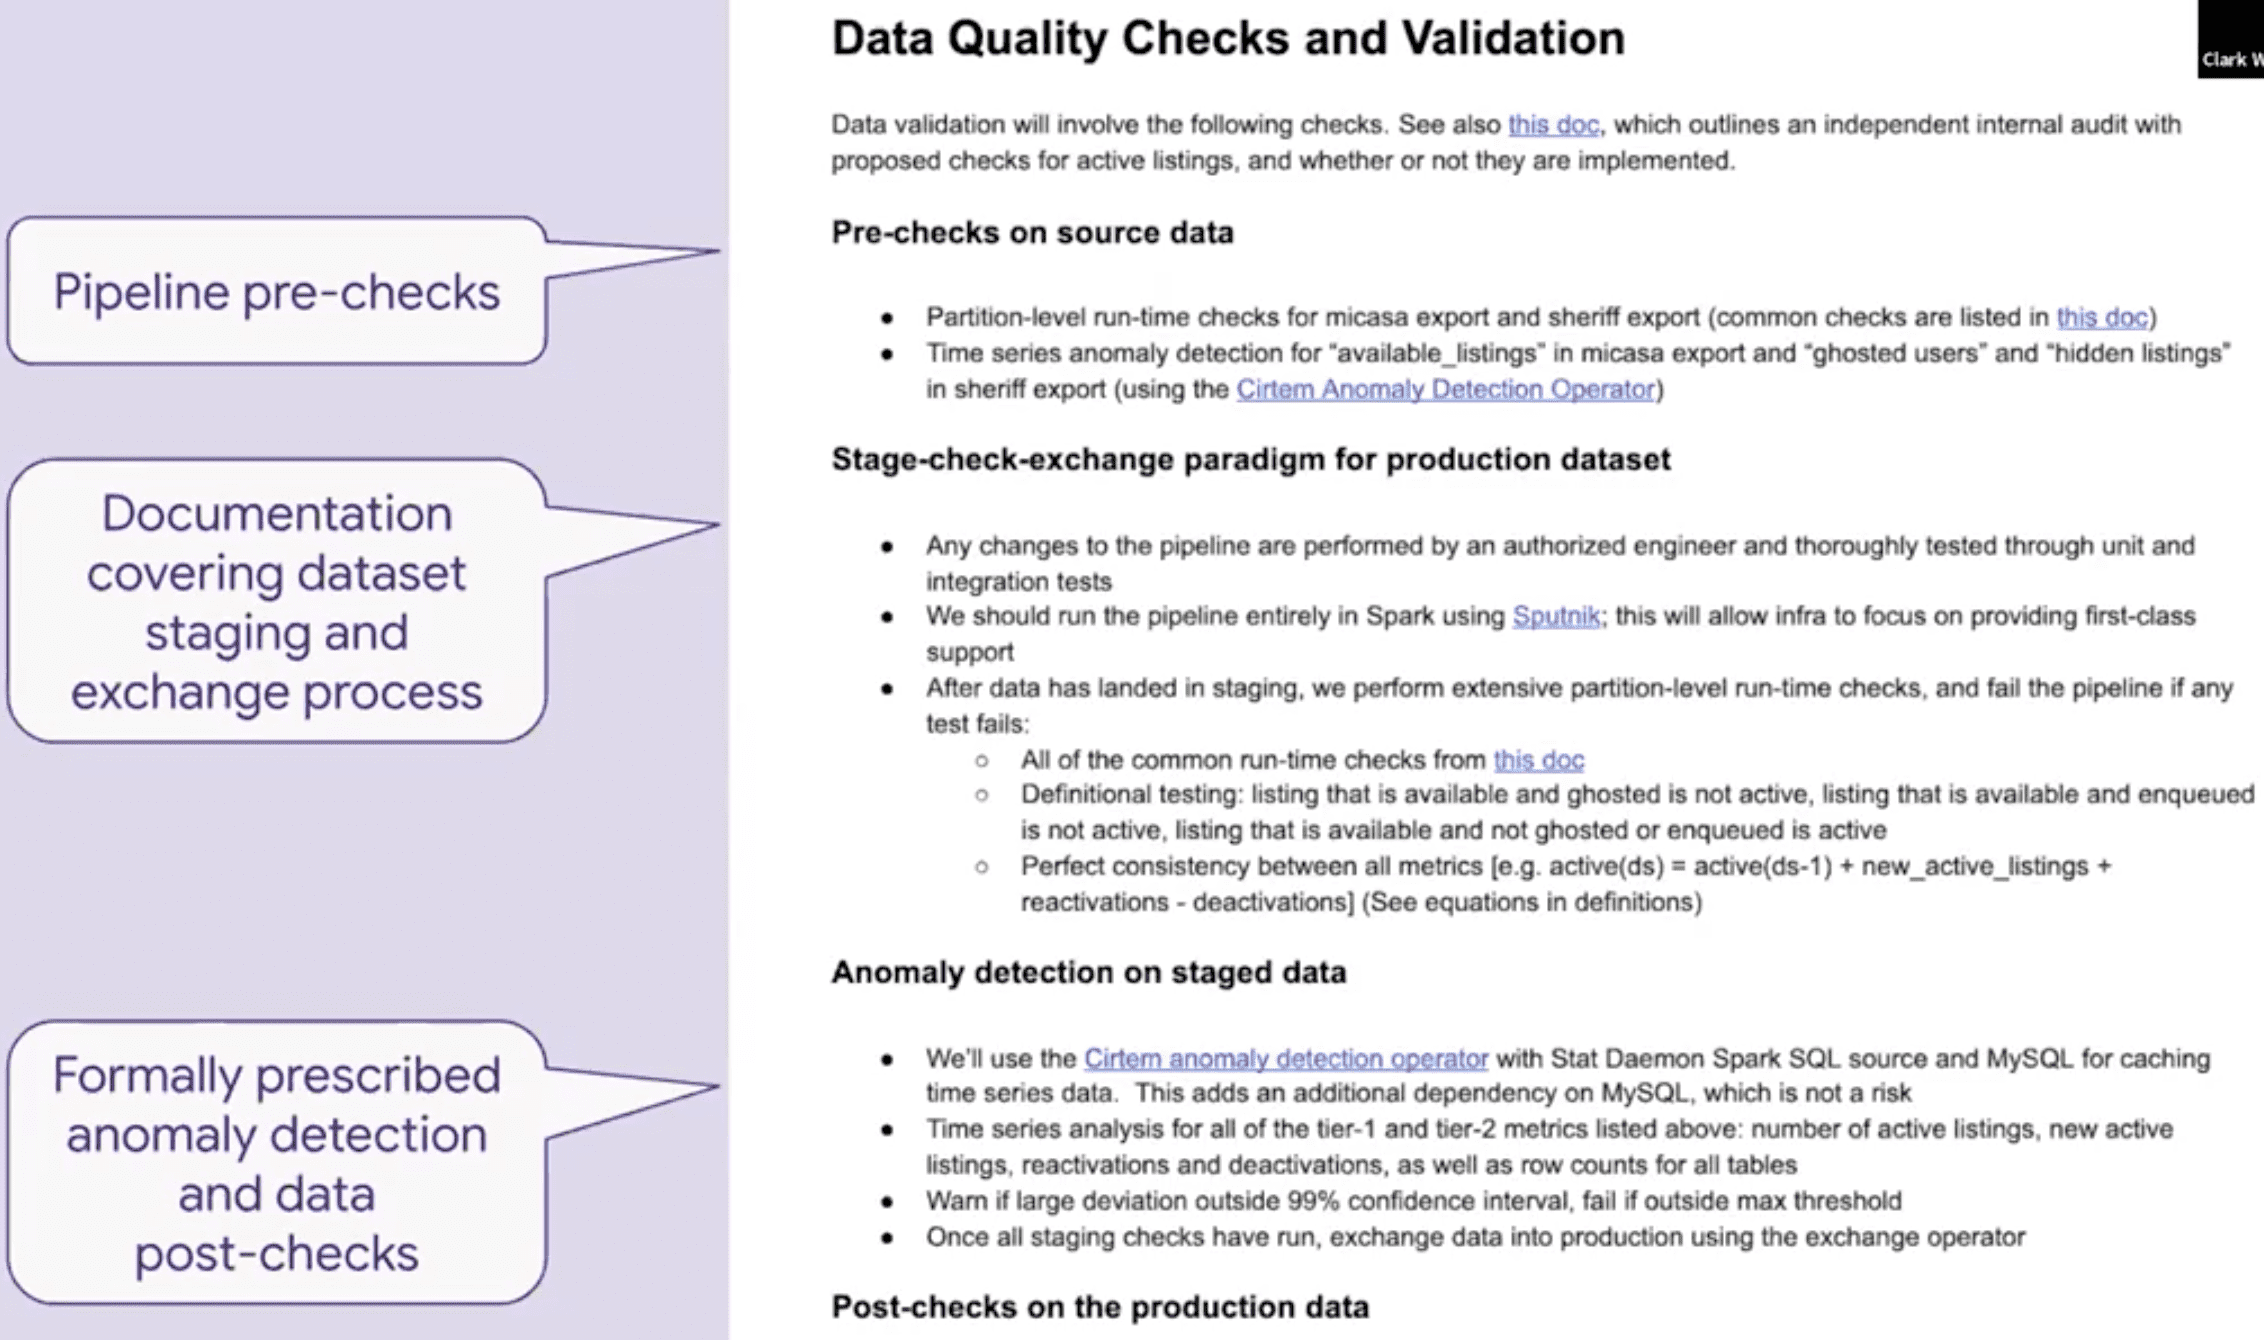 Data Quality Checks and Validation
Clark W
Data validation will involve the following checks. See also this doc, which outlines an independent internal audit with
proposed checks for active listings, and whether or not they are implemented.
Pipeline pre-checks
Pre-checks on source data
● Partition-level run-time checks for micasa export and sheriff export (common checks are listed in this doc)
● Time series anomaly detection for “available_listings” in micasa export and “ghosted users” and “hidden listings”
in sheriff export (using the Cirtem Anomaly Detection Operator)
Documentation
covering dataset
staging and
exchange process
Stage-check-exchange paradigm for production dataset
● Any changes to the pipeline are performed by an authorized engineer and thoroughly tested through unit and
integration tests
● We should run the pipeline entirely in Spark using Sputnik; this will allow infra to focus on providing first-class
support
● After data has landed in staging, we perform extensive partition-level run-time checks, and fail the pipeline if any
test fails:
○ All of the common run-time checks from this doc
○ Definitional testing: listing that is available and ghosted is not active, listing that is available and enqueued
is not active, listing that is available and not ghosted or enqueued is active
○ Perfect consistency between all metrics [e.g. active(ds) = active(ds-1) + new_active_listings +
reactivations - deactivations] (See equations in definitions)
Formally prescribed
anomaly detection
and data
post-checks
Anomaly detection on staged data
● We’ll use the Cirtem anomaly detection operator with Stat Daemon Spark SQL source and MySQL for caching
time series data. This adds an additional dependency on MySQL, which is not a risk
● Time series analysis for all of the tier-1 and tier-2 metrics listed above: number of active listings, new active
listings, reactivations and deactivations, as well as row counts for all tables
● Warn if large deviation outside 99% confidence interval, fail if outside max threshold
● Once all staging checks have run, exchange data into production using the exchange operator
Post-checks on the production data